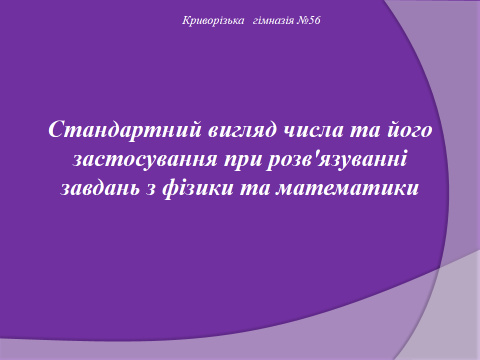 Криворізька гімназія №56
Стандартний вигляд числа та його
застосування при розв'язуванні
завдань з фізики та математики